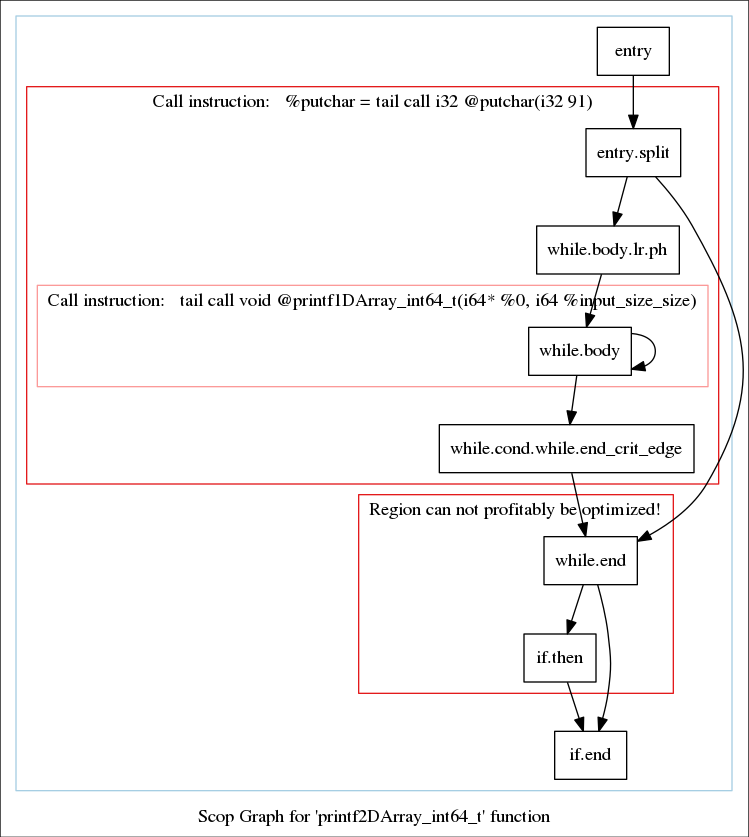 entry
Call instruction: %putchar = tail call i32 @putchar(i32 91)
entry.split
while.body.lr.ph
Call instruction: tail call void @printf1DArray_int64_t(i64* %0, i64 %input_size_size)
while.body
while.cond.while.end_crit_edge
Region can not profitably be optimized!
while.end
if.then
if.end
Scop Graph for 'printf2DArray_int64_t' function